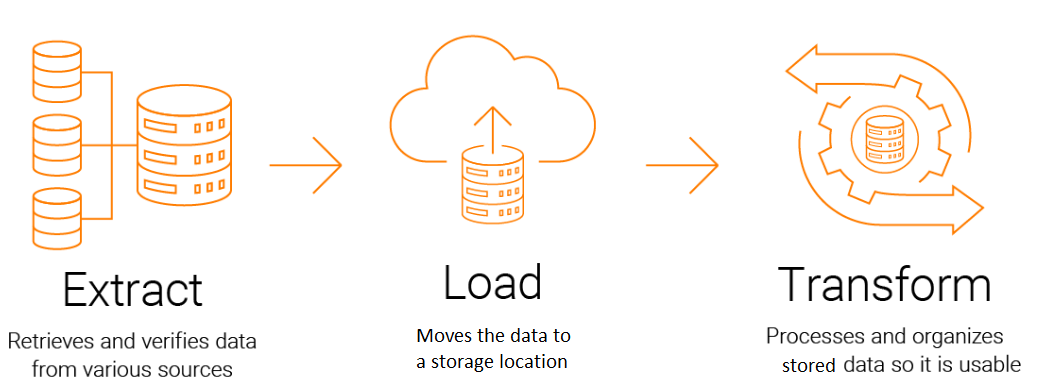 Extract
Retrieves and verifies data
from various sources
Load
Moves the data to
a storage location
Transform
Processes and organizes
stored data so it is usable